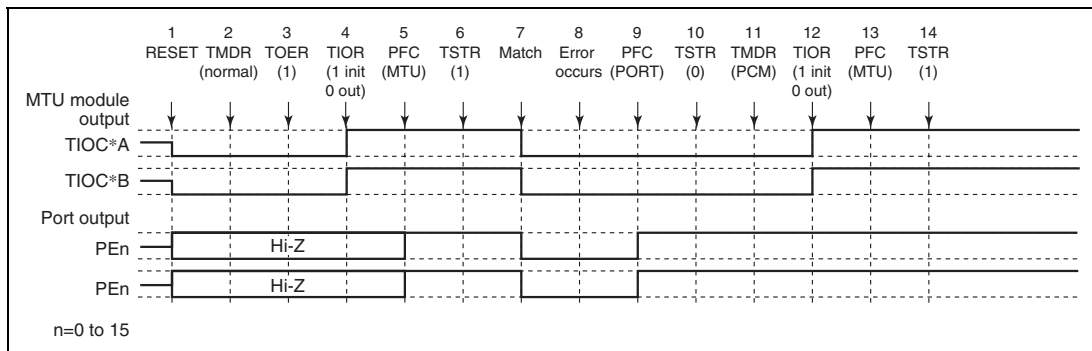 1 2 3 4 5 6 7 8 9 10 11 12 13 14
RESET TMDR TOER TIOR PFC TSTR Match Error PFC TSTR TMDR TIOR PFC TSTR
(normal) (1) (1 init (MTU) (1) occurs (PORT) (0) (PCM) (1 init (MTU) (1)
0 out) 0 out)
MTU module
output
TIOC*A
TIOC*B
Port output
PEn Hi-Z
PEn Hi-Z
n=0 to 15